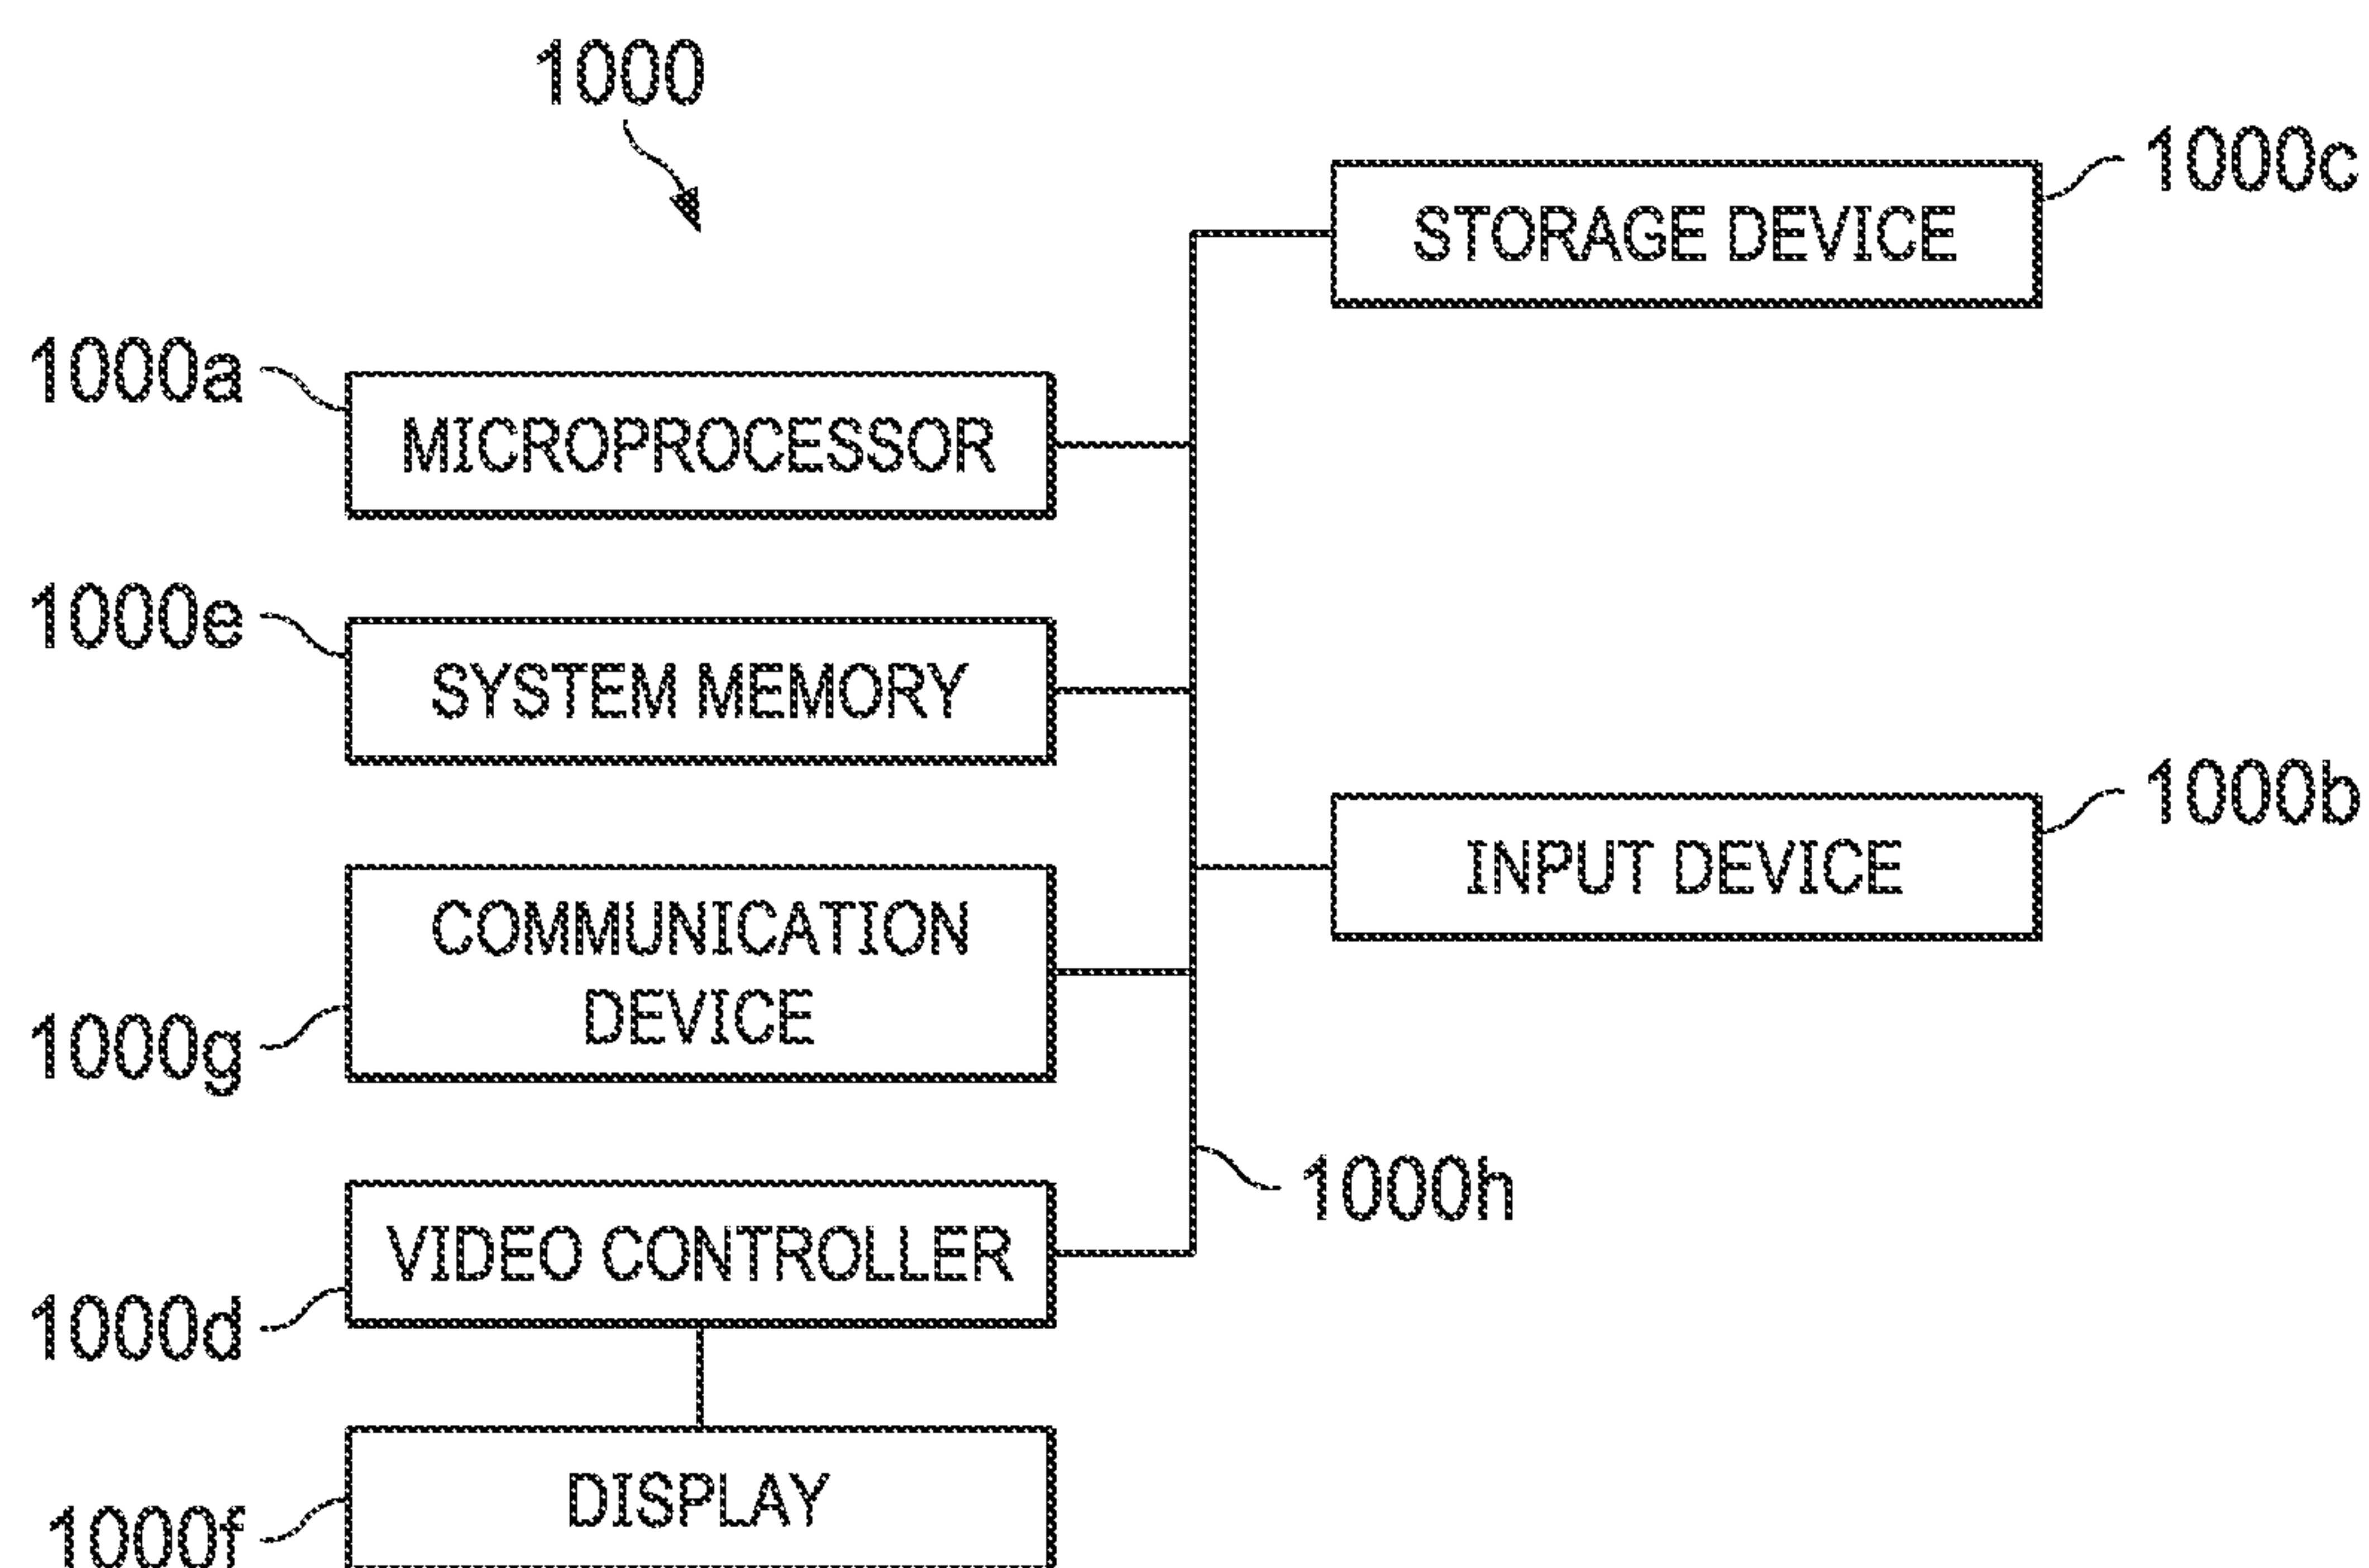 1000
1000c
STORAGE DEVICE
1000a
MICROPROCESSOR
1000e
SYSTEM MEMORY
1000b
INPUT DEVICE
COMMUNICATION
DEVICE
1000g
1000h
VIDEO CONTROLLER
1000d
DISPLAY
1000f